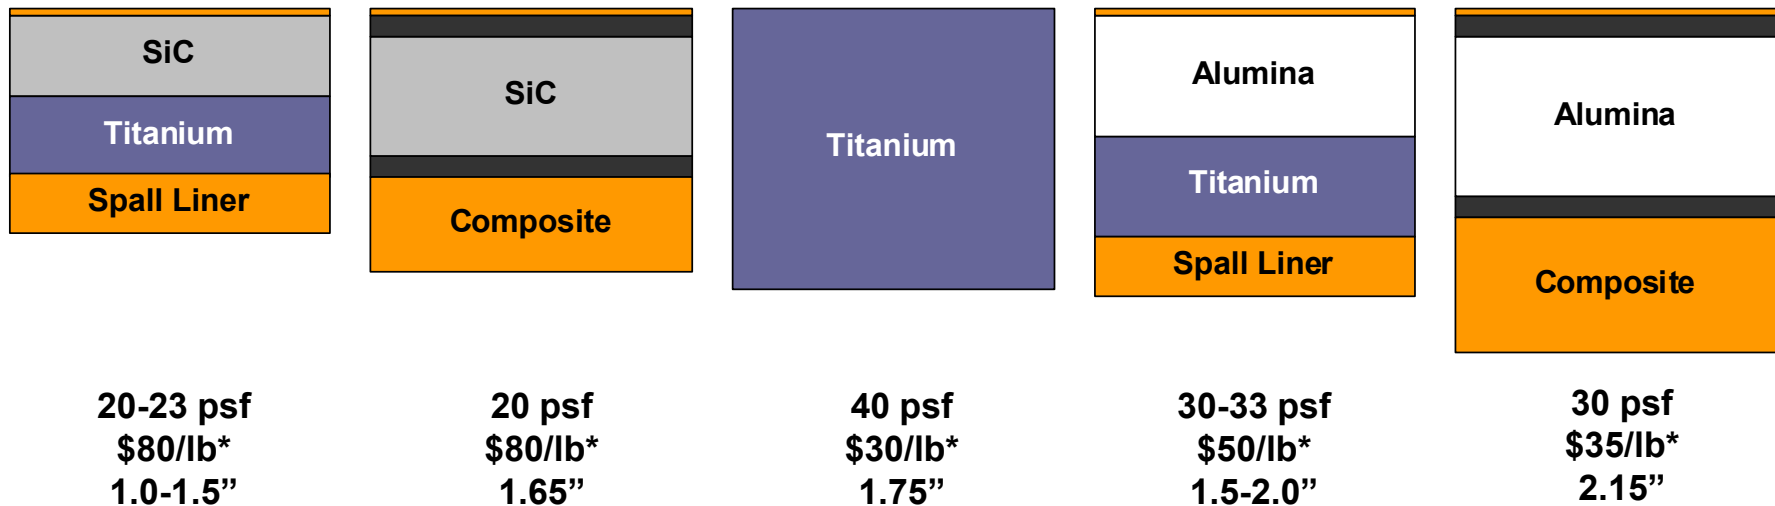 SiC
Titanium
Spall Liner
20-23 psf
$80/lb*
1.0-1.5”
SiC
Composite
20 psf
$80/lb*
1.65”
Titanium
40 psf
$30/lb*
1.75”
Alumina
Titanium
Spall Liner
30-33 psf
$50/lb*
1.5-2.0”
Alumina
Composite
30 psf
$35/lb*
2.15”